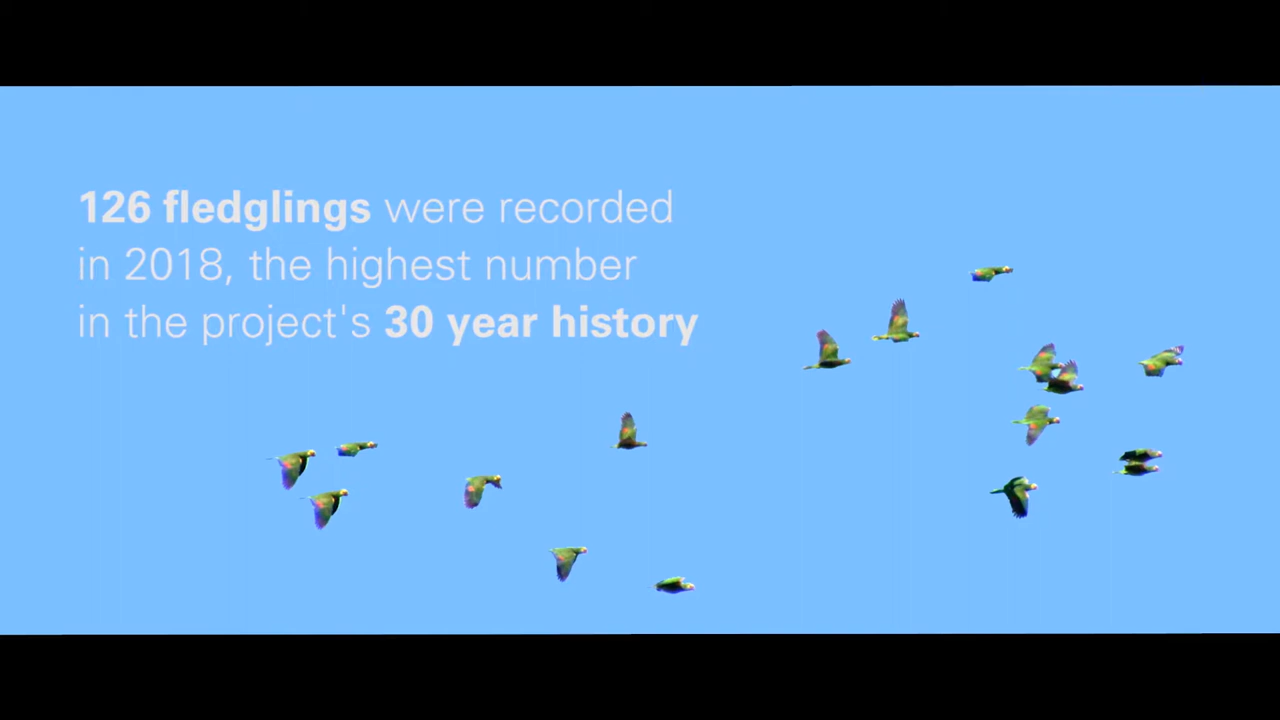 126 fledglings were recorded
in 2018, the highest number
in the project's 30 year history